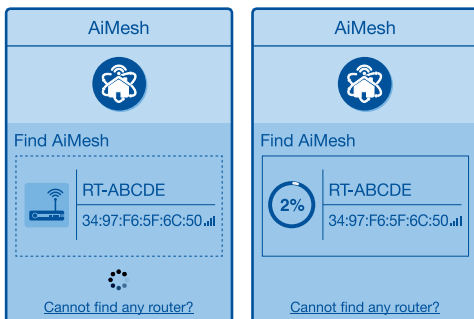 AiMesh
Find AiMesh
RT-ABCDE
34:97:F6:5F:6C:50
Cannot find any router?
AiMesh
Find AiMesh
2%
RT-ABCDE
34:97:F6:5F:6C:50
Cannot find any router?